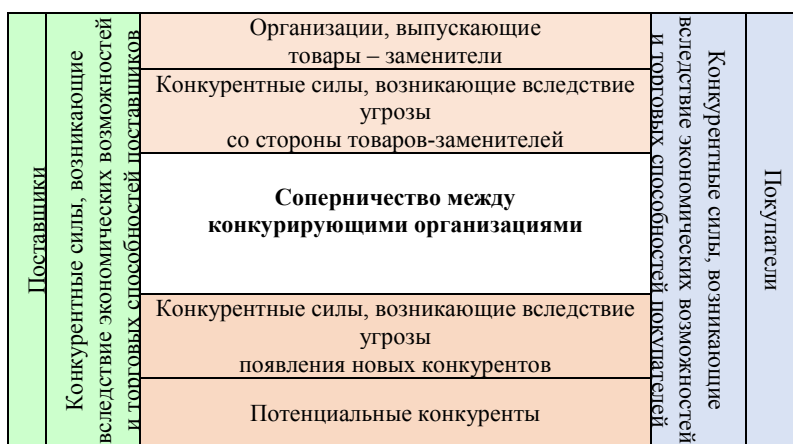 Поставщики
Конкурентные силы, возникающие
вследствие экономических возможностей
и торговых способностей поставщиков
Организации, выпускающие
товары – заменители
Конкурентные силы, возникающие вследствие
угрозы
со стороны товаров-заменителей
Соперничество между
конкурирующими организациями
Конкурентные силы, возникающие вследствие
угрозы
появления новых конкурентов
Потенциальные конкуренты
Конкурентные силы, возникающие
вследствие экономических возможностей
и торговых способностей покупателей
Покупатели